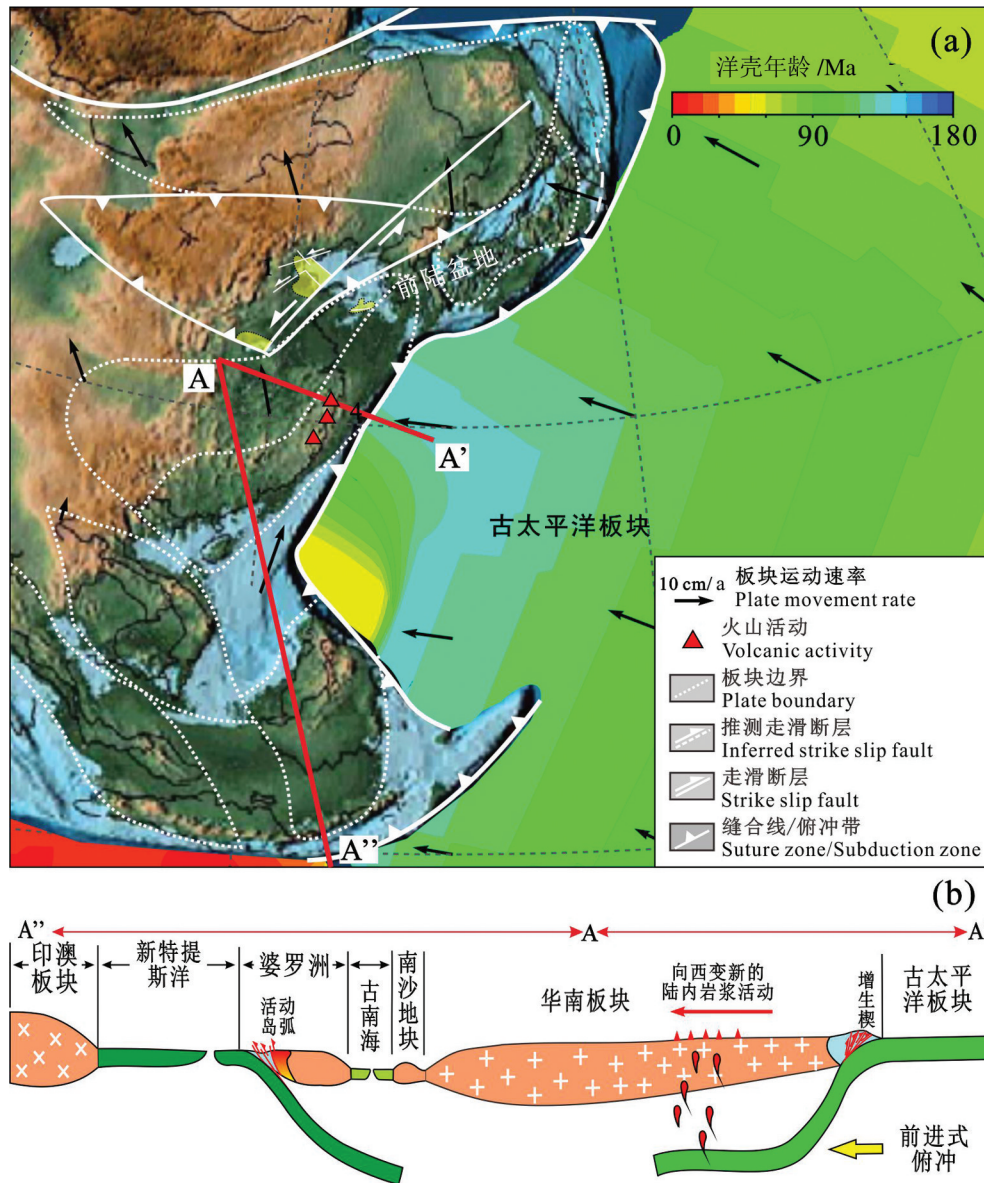 (a)
洋壳年龄 /Ma
0 90 180
前陆盆地
A
4
A'
古太平洋板块
A''
10 cm/a 板块运动速率
Plate movement rate
火山活动
Volcanic activity
板块边界
Plate boundary
推测走滑断层
Inferred strike slip fault
走滑断层
Strike slip fault
缝合线/俯冲带
Suture zone/Subduction zone
(b)
A'' A A
印澳
板块
新特提
斯洋
婆罗洲
活动
岛弧
古南海
南沙地块
华南板块
向西变新的
陆内岩浆活动
增生楔
古太平
洋板块
前进式
俯冲